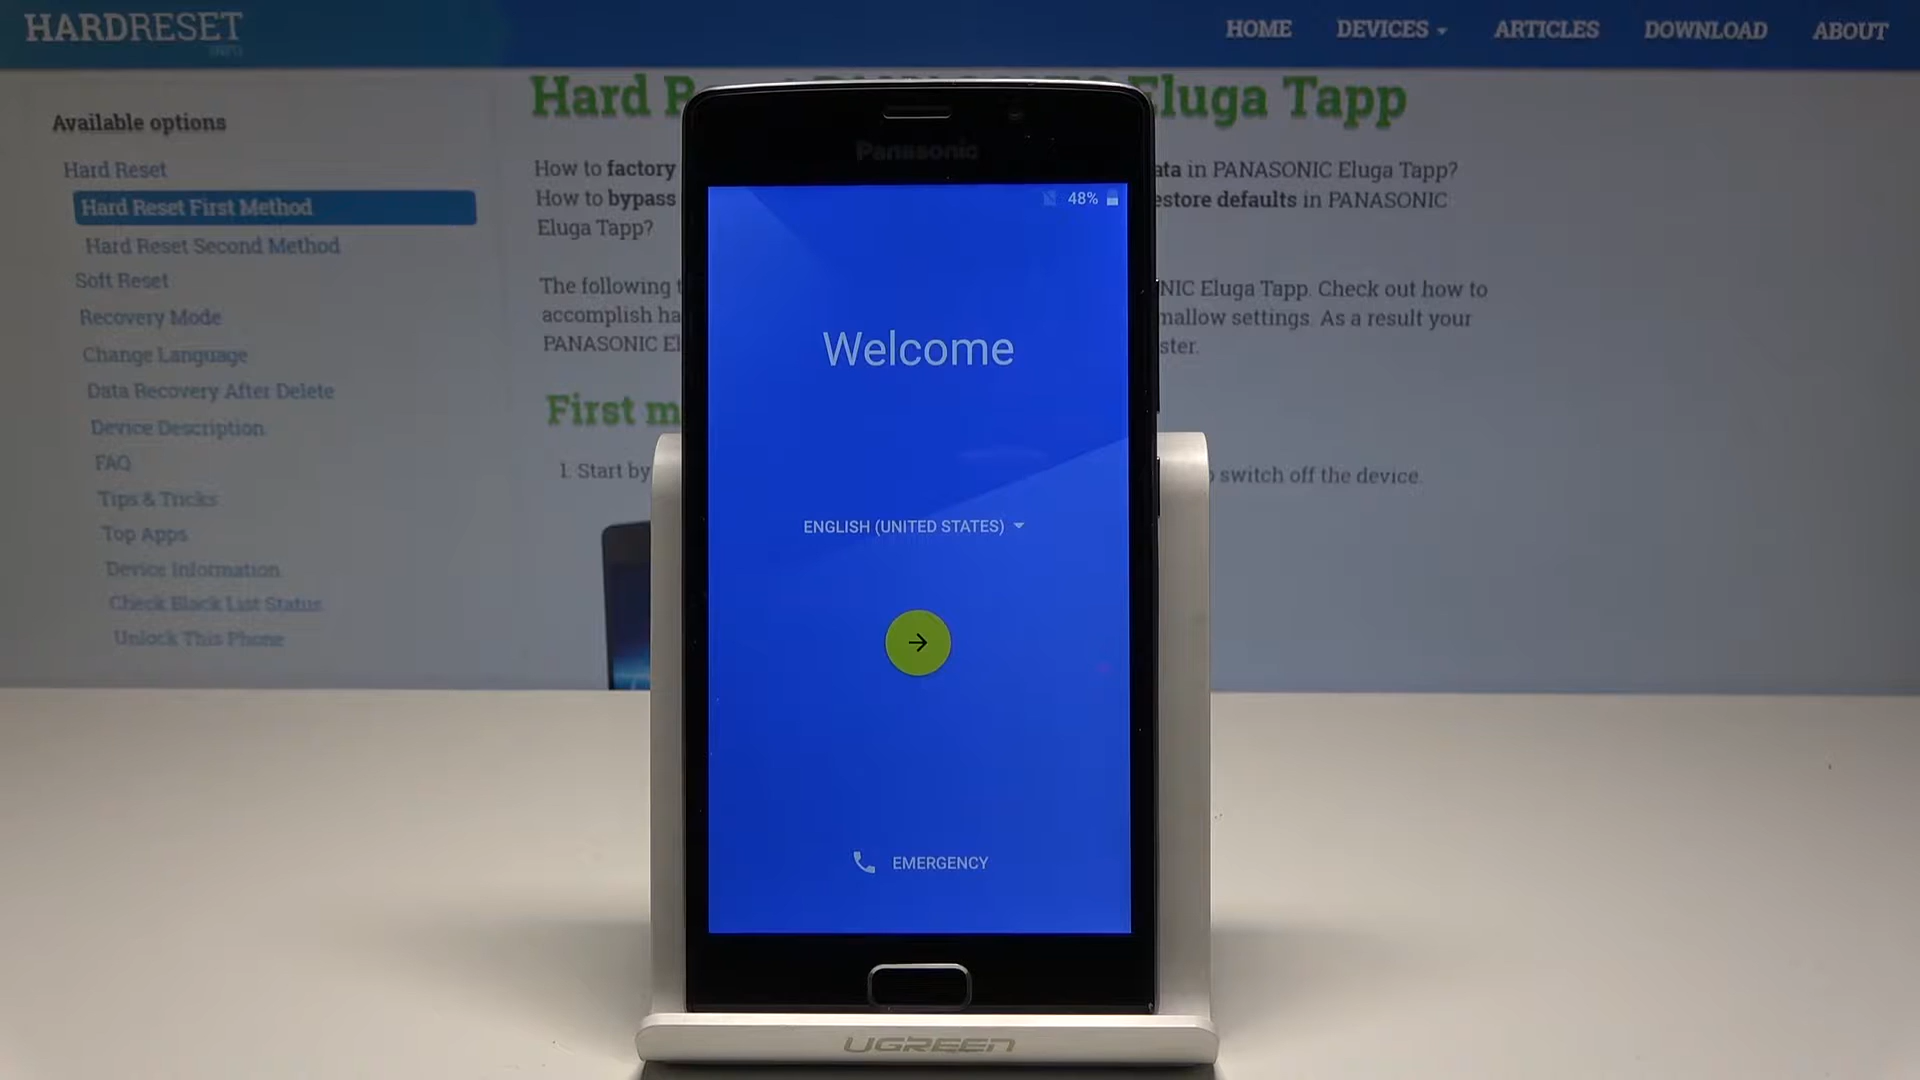 HARDRESET
HOME
DEVICES
ARTICLES
DOWNLOAD
ABOUT
Available options
Hard Reset
Hard Reset First Method
Hard Reset Second Method
Soft Reset
Recovery Mode
Change Language
Data Recovery After Delete
Device Description
FAQ
Tips & Tricks
Top Apps
Device Information
Check Black List Status
Unlock This Phone
Hard R
Eluga Tapp
How to factory
ata in PANASONIC Eluga Tapp?
How to bypass
estore defaults in PANASONIC
Eluga Tapp?
The following
NIC Eluga Tapp. Check out how to
accomplish ha
mallow settings. As a result your
PANASONIC El
ster.
First m
1. Start by
switch off the device.
Panasonic
48%
Welcome
ENGLISH (UNITED STATES)
EMERGENCY
UGREEN